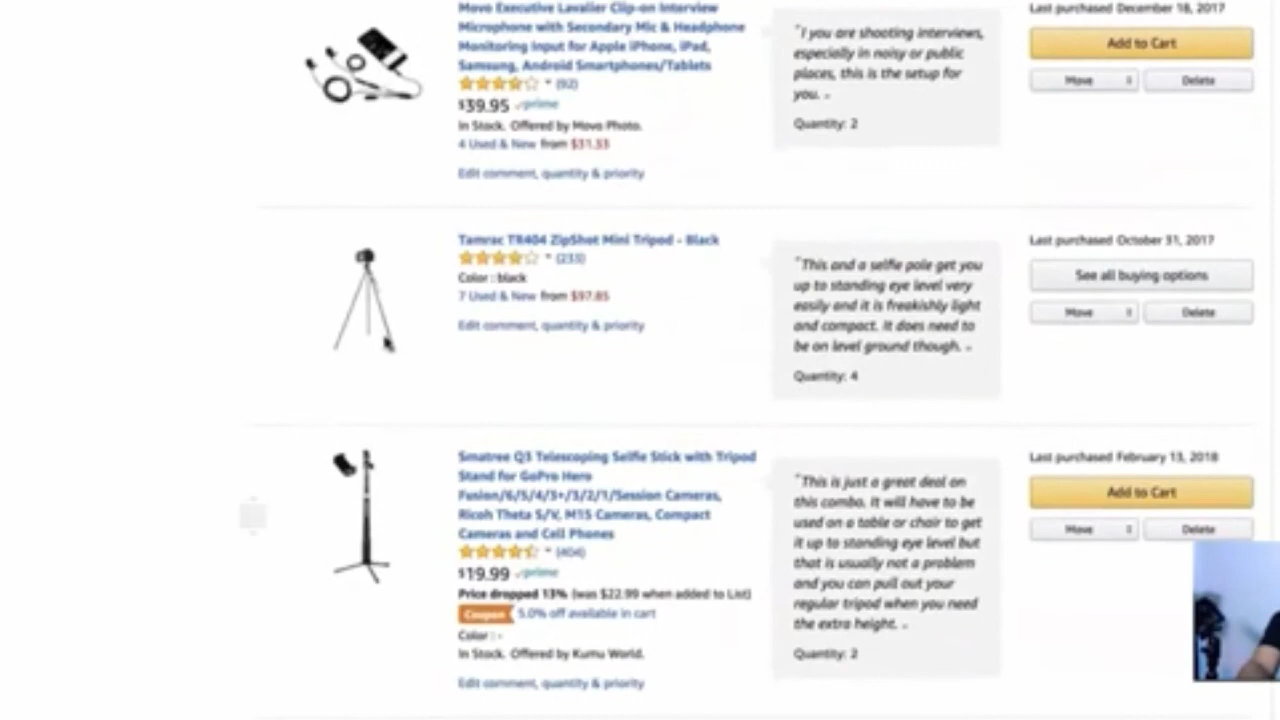 Movo Executive Lavalier Clip-on Interview
Microphone with Secondary Mic & Headphone
Monitoring Input for Apple iPhone, iPad,
Samsung, Android Smartphones/Tablets
(92)
$39.95 prime
In Stock. Offered by Movo Photo.
4 Used & New from $31.33
Edit comment, quantity & priority
"I you are shooting interviews,
especially in noisy or public
places, this is the setup for
you. "
Quantity: 2
Last purchased December 18, 2017
Add to Cart
Move
Delete
Tamrac TR404 ZipShot Mini Tripod - Black
(233)
Color : black
7 Used & New from $97.85
Edit comment, quantity & priority
"This and a selfie pole get you
up to standing eye level very
easily and it is freakishly light
and compact. It does need to
be on level ground though. "
Quantity: 4
Last purchased October 31, 2017
See all buying options
Move
Delete
Smatree Q3 Telescoping Selfie Stick with Tripod
Stand for GoPro Hero
Fusion/6/5/4/3+/3/2/1/Session Cameras,
Ricoh Theta S/V, M15 Cameras, Compact
Cameras and Cell Phones
(404)
$19.99 prime
Price dropped 13% (was $22.99 when added to List)
Coupon 5.0% off available in cart
Color : -
In Stock. Offered by Kumu World.
Edit comment, quantity & priority
"This is just a great deal on
this combo. It will have to be
used on a table or chair to get
it up to standing eye level but
that is usually not a problem
and you can pull out your
regular tripod when you need
the extra height. "
Quantity: 2
Last purchased February 13, 2018
Add to Cart
Move
Delete